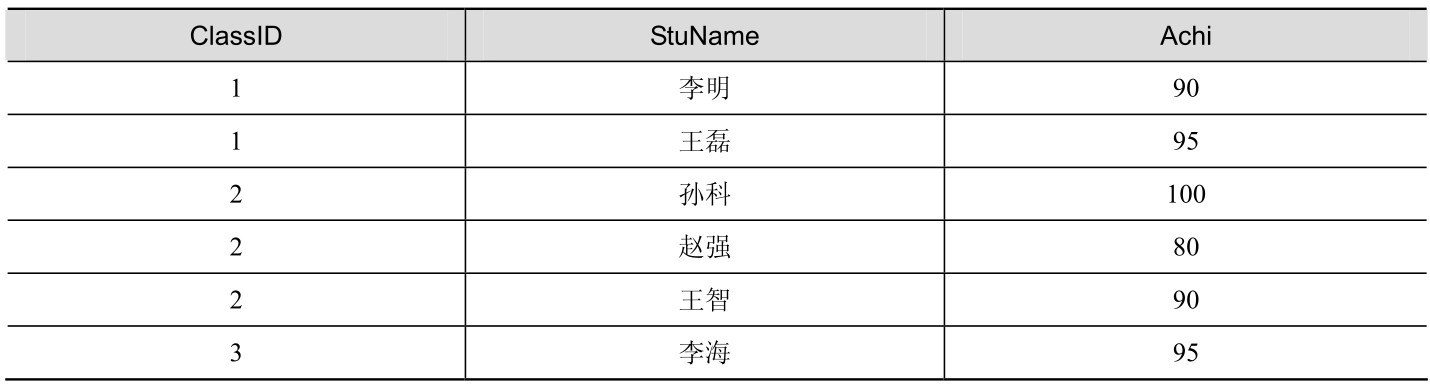 ClassID StuName Achi
1 李明 90
1 王磊 95
2 孙科 100
2 赵强 80
2 王智 90
3 李海 95